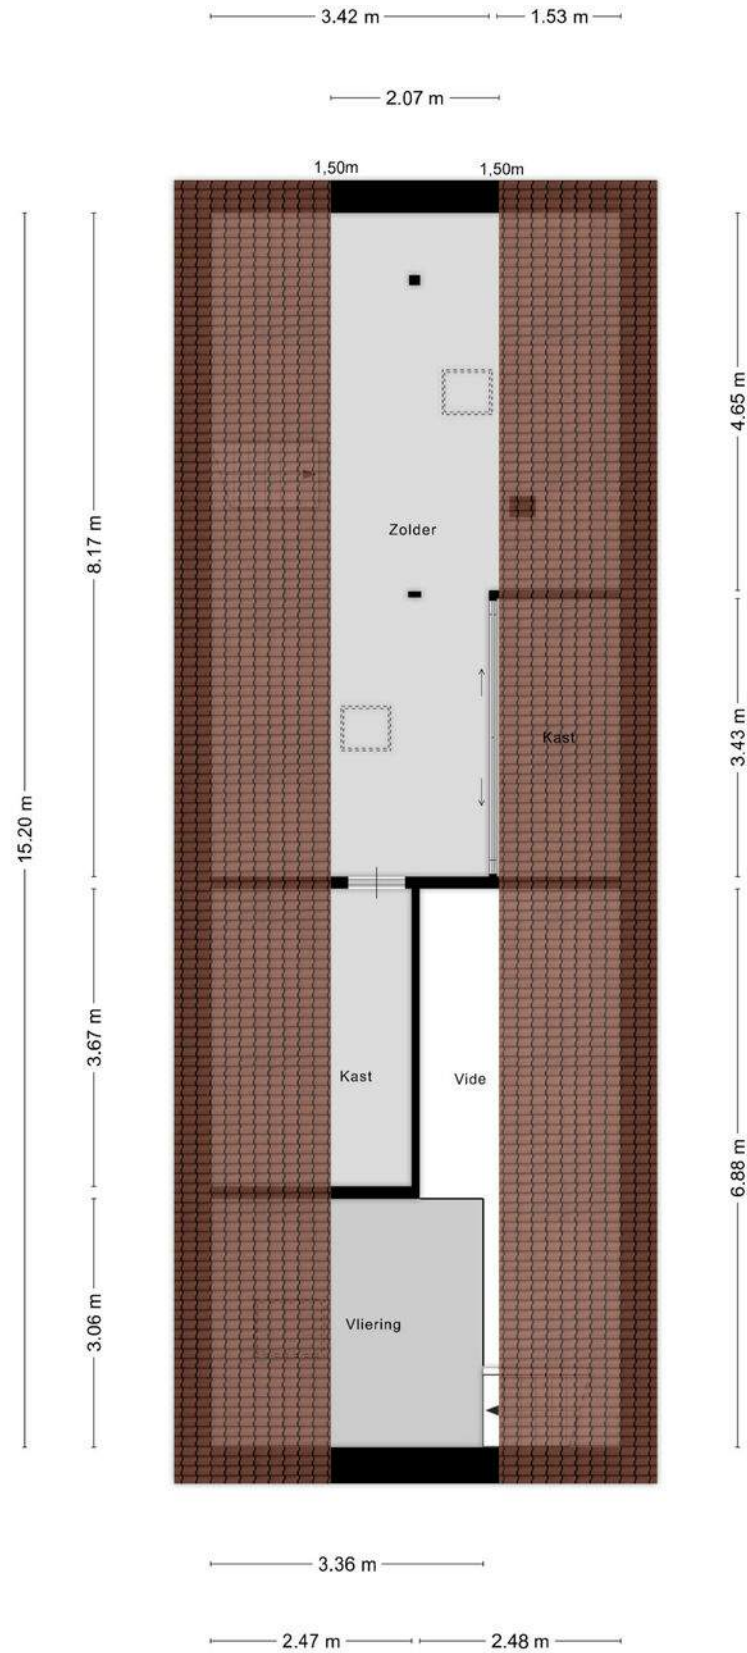 3.42 m
1.53 m
2.07 m
1,50m
1,50m
4.65 m
8.17 m
Zolder
3.43 m
Kast
15.20 m
3.67 m
Kast
Vide
6.88 m
3.06 m
Vliering
3.36 m
2.47 m
2.48 m